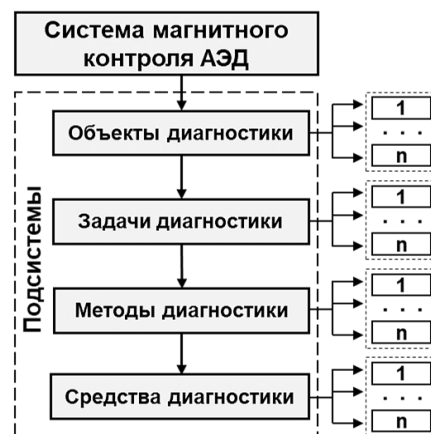 Система магнитного
контроля АЭД
Подсистемы
Объекты диагностики
1
. . .
n
Задачи диагностики
1
. . .
n
Методы диагностики
1
. . .
n
Средства диагностики
1
. . .
n